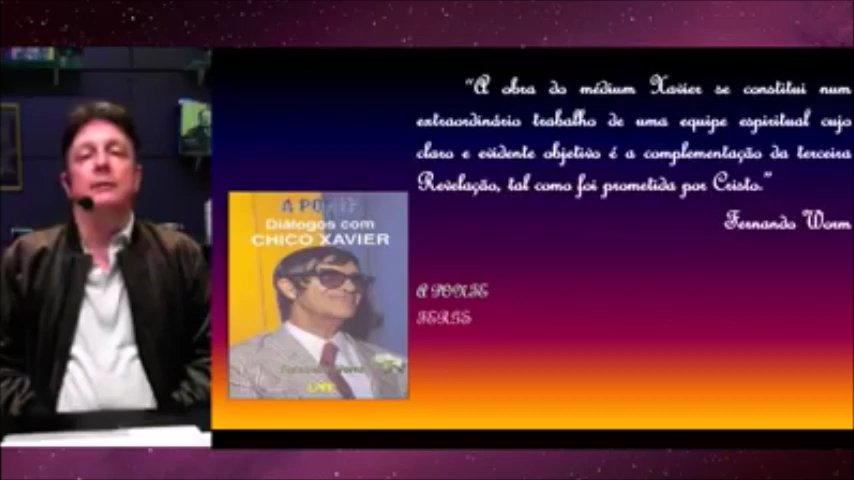 "A obra do médium Xavier se constitui num
extraordinário trabalho de uma equipe espiritual cujo
claro e evidente objetivo é a complementação da terceira
Revelação, tal como foi prometida por Cristo."
Fernando Worm
A PONTE
Diálogos com
CHICO XAVIER
A PONTE